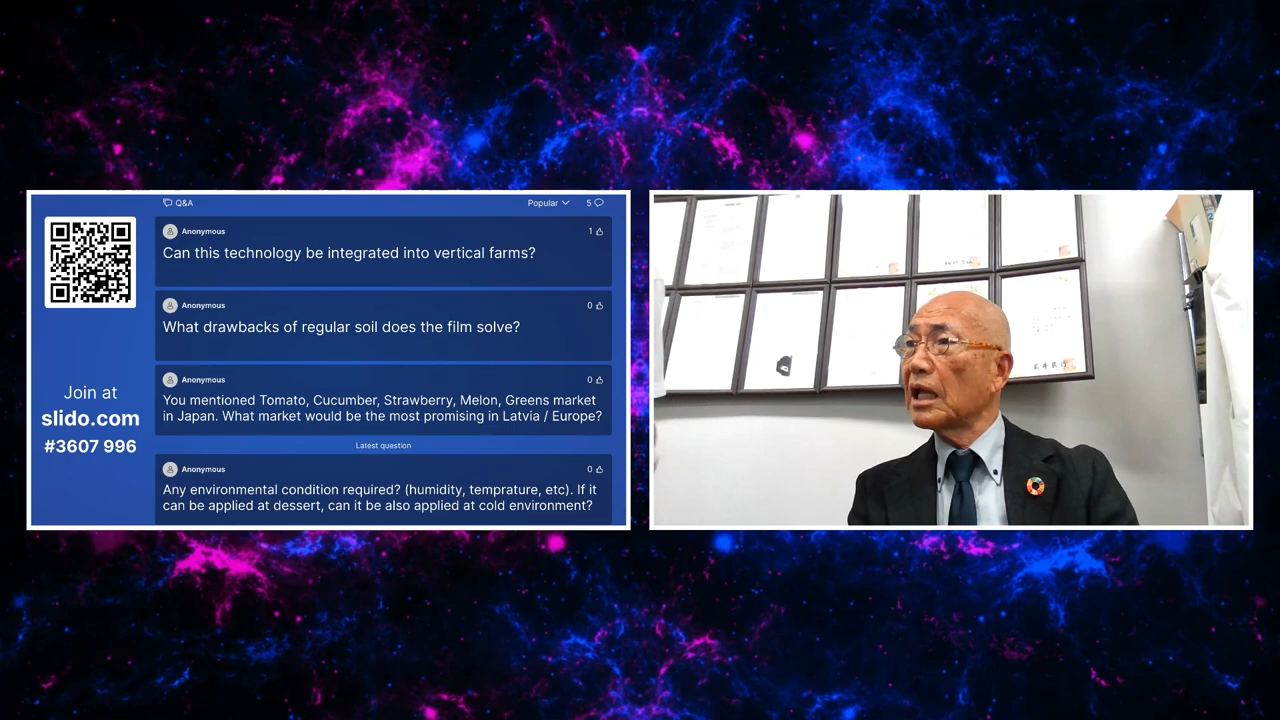 Q&A
Popular
5
Anonymous
1
Can this technology be integrated into vertical farms?
Anonymous
0
What drawbacks of regular soil does the film solve?
Anonymous
0
You mentioned Tomato, Cucumber, Strawberry, Melon, Greens market
in Japan. What market would be the most promising in Latvia / Europe?
Latest question
Anonymous
0
Any environmental condition required? (humidity, temprature, etc). If it
can be applied at dessert, can it be also applied at cold environment?
Join at
slido.com
#3607 996